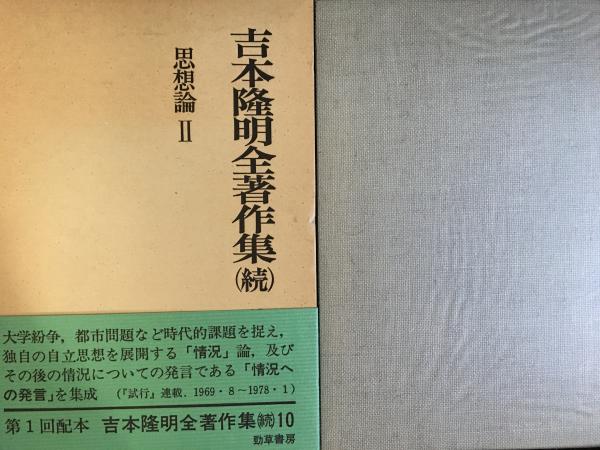 吉本隆明全著作集(続)
思想論 II
大学紛争，都市問題など時代的課題を捉え，
独自の自立思想を展開する「情況」論，及び
その後の情況についての発言である「情況へ
の発言」を集成 （『試行』連載．1969・8～1978・1）
第1回配本 吉本隆明全著作集(続)10
勁草書房